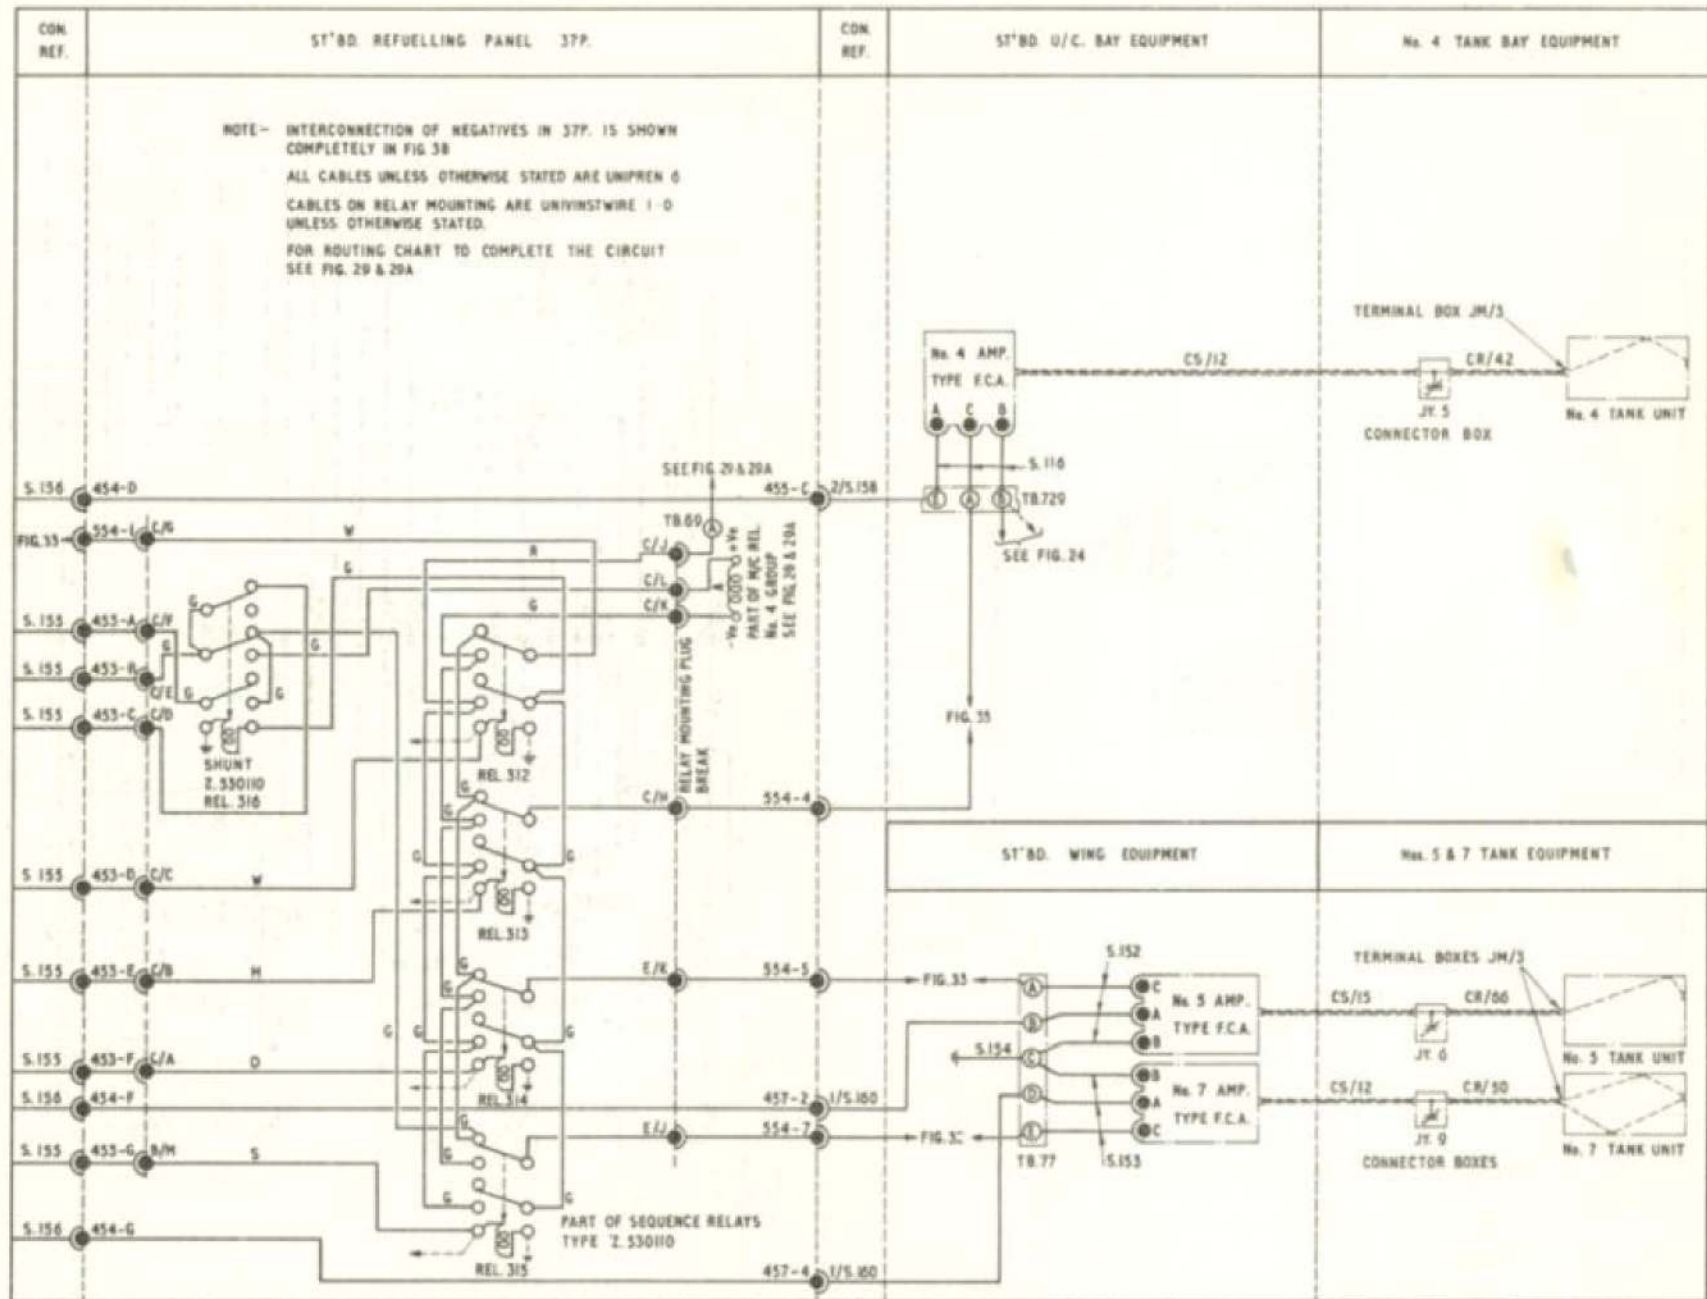 CON. REF.
ST'BD. REFUELLING PANEL 37P.
CON. REF.
ST'BD. U/C. BAY EQUIPMENT
No. 4 TANK BAY EQUIPMENT
NOTE- INTERCONNECTION OF NEGATIVES IN 37P. IS SHOWN
COMPLETELY IN FIG. 38
ALL CABLES UNLESS OTHERWISE STATED ARE UNIPREN 6
CABLES ON RELAY MOUNTING ARE UNIVINSTWIRE 1·0
UNLESS OTHERWISE STATED.
FOR ROUTING CHART TO COMPLETE THE CIRCUIT
SEE FIG. 29 & 29A
TERMINAL BOX JM/3
No. 4 AMP.
TYPE F.C.A.
A C B
CS/12
CR/42
JY. 5
CONNECTOR BOX
No. 4 TANK UNIT
S.116
SEE FIG. 29 & 29A
S.156
454-D
455-C
2/S.158
E A
TB.729
SEE FIG. 24
TB.69
A
FIG. 33
554-1
C/G
W
R
C/J
G
C/L
G
C/K
+Ve
A
-Ve
PART OF M/C REL.
No. 4 GROUP
SEE FIG. 29 & 29A
G
S.155
453-A
C/F
G
G
S.155
C/E
G
G
S.155
453-C
C/D
SHUNT
Z.530110
REL. 316
RELAY MOUNTING PLUG
BREAK
REL. 312
FIG. 33
G
G
C/H
554-4
G
G
S.155
453-D
C/C
W
REL. 313
ST'BD. WING EQUIPMENT
Nos. 5 & 7 TANK EQUIPMENT
S.155
453-E
C/B
H
G
G
E/K
554-5
FIG. 33
A
S.152
C
No. 5 AMP.
A
TYPE F.C.A.
B
CS/15
CR/66
TERMINAL BOXES JM/3
JY. 6
No. 5 TANK UNIT
G G
G
B
S.154
C
S.155
453-F
C/A
O
REL. 314
S.156
454-F
457-2
1/S.160
D
B
No. 7 AMP.
A
TYPE F.C.A.
C
CS/12
CR/50
JY. 9
CONNECTOR BOXES
No. 7 TANK UNIT
G
G
E/J
554-7
E
TB.77
S.153
S.155
453-G
B/M
S
G
G
PART OF SEQUENCE RELAYS
TYPE Z.530110
S.156
454-G
REL. 315
457-4
1/S.160